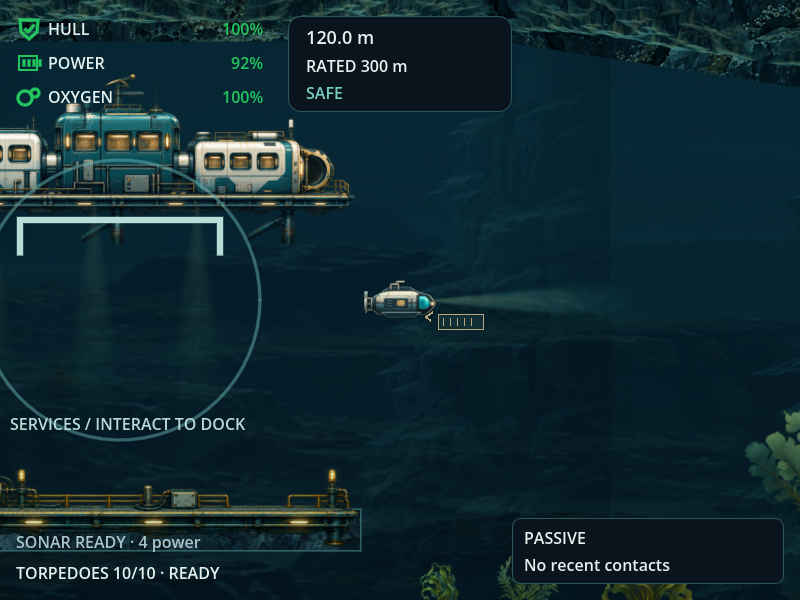 HULL 100%
POWER 92%
OXYGEN 100%
120.0 m
RATED 300 m
SAFE
SERVICES / INTERACT TO DOCK
SONAR READY · 4 power
TORPEDOES 10/10 · READY
PASSIVE
No recent contacts